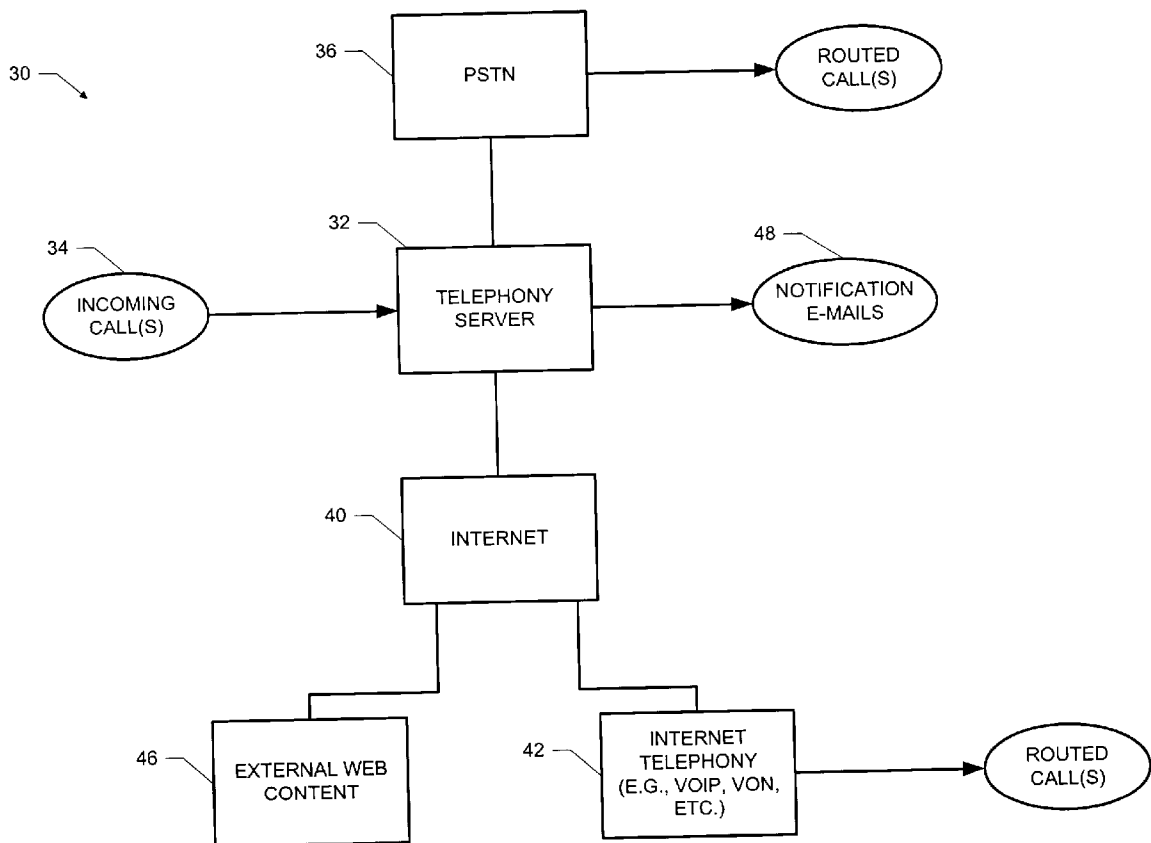 30
36
PSTN
ROUTED
CALL(S)
34
INCOMING
CALL(S)
32
TELEPHONY
SERVER
48
NOTIFICATION
E-MAILS
40
INTERNET
46
EXTERNAL WEB
CONTENT
42
INTERNET
TELEPHONY
(E.G., VOIP, VON,
ETC.)
ROUTED
CALL(S)